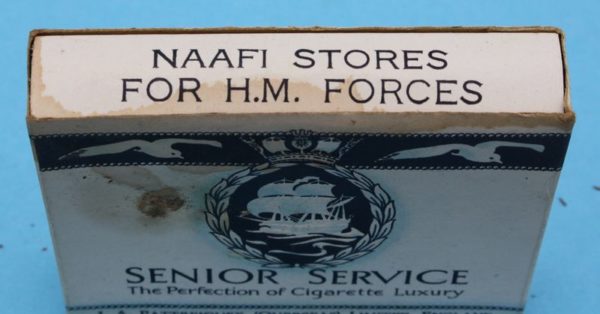 NAAFI STORES
FOR H.M. FORCES
SENIOR SERVICE
The Perfection of Cigarette Luxury